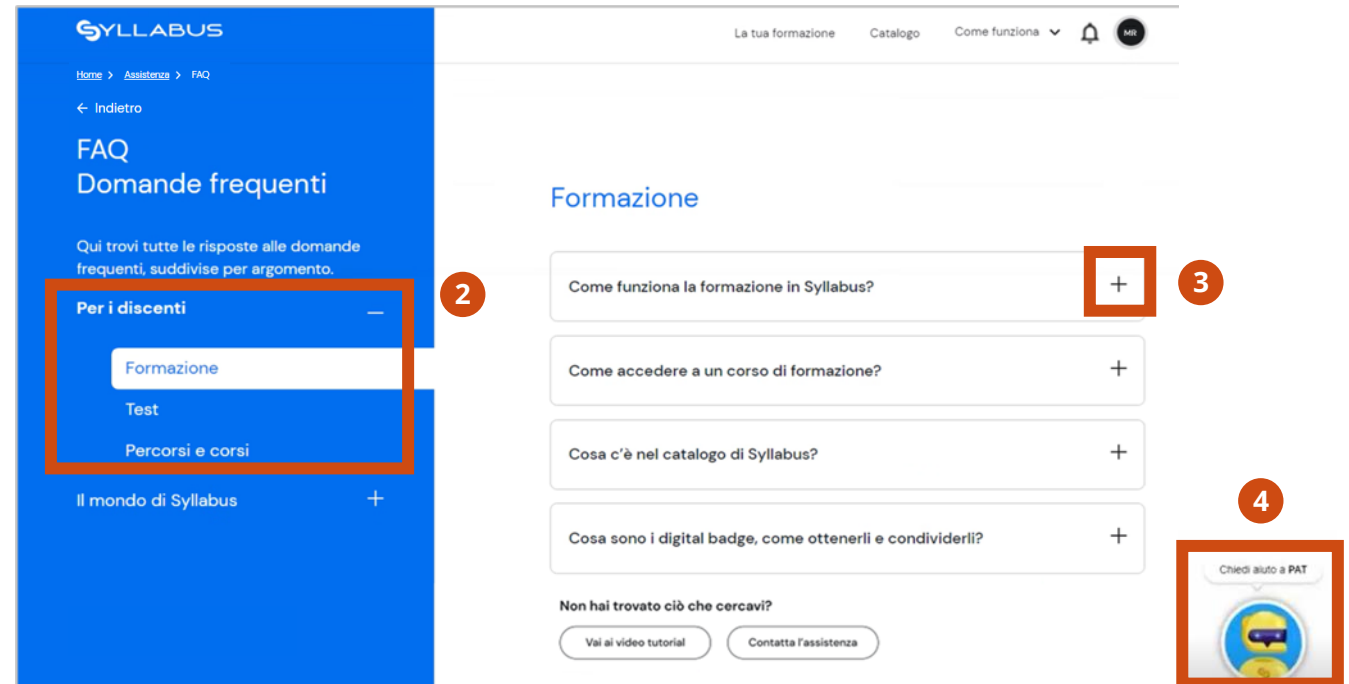 SYLLABUS
La tua formazione Catalogo Come funziona MR
Home > Assistenza > FAQ
← Indietro
FAQ
Domande frequenti
Qui trovi tutte le risposte alle domande
frequenti, suddivise per argomento.
2
Per i discenti
Formazione
Test
Percorsi e corsi
Il mondo di Syllabus
Formazione
Come funziona la formazione in Syllabus?
3
Come accedere a un corso di formazione?
Cosa c'è nel catalogo di Syllabus?
Cosa sono i digital badge, come ottenerli e condividerli?
Non hai trovato ciò che cercavi?
Vai ai video tutorial Contatta l'assistenza
4
Chiedi aiuto a PAT